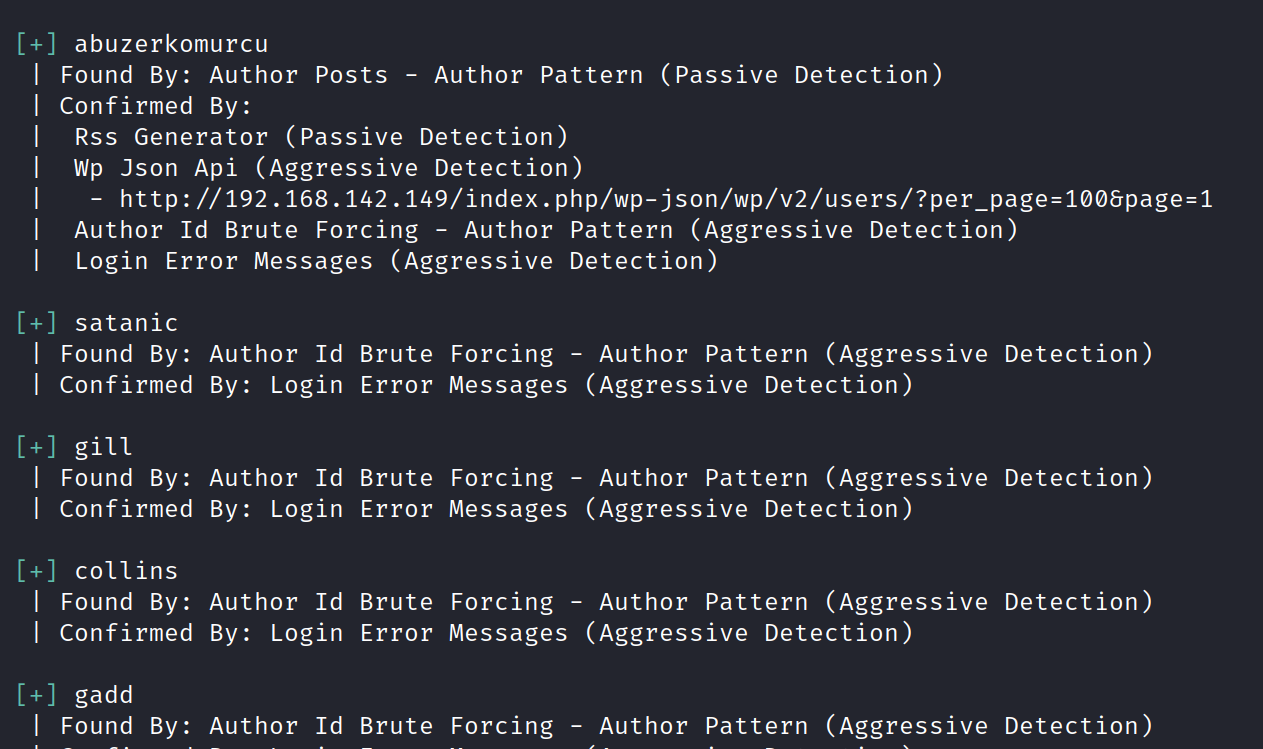 [+] abuzerkomurcu
| Found By: Author Posts - Author Pattern (Passive Detection)
| Confirmed By:
|  Rss Generator (Passive Detection)
|  Wp Json Api (Aggressive Detection)
|   - http://192.168.142.149/index.php/wp-json/wp/v2/users/?per_page=100&page=1
|  Author Id Brute Forcing - Author Pattern (Aggressive Detection)
|  Login Error Messages (Aggressive Detection)
[+] satanic
| Found By: Author Id Brute Forcing - Author Pattern (Aggressive Detection)
| Confirmed By: Login Error Messages (Aggressive Detection)
[+] gill
| Found By: Author Id Brute Forcing - Author Pattern (Aggressive Detection)
| Confirmed By: Login Error Messages (Aggressive Detection)
[+] collins
| Found By: Author Id Brute Forcing - Author Pattern (Aggressive Detection)
| Confirmed By: Login Error Messages (Aggressive Detection)
[+] gadd
| Found By: Author Id Brute Forcing - Author Pattern (Aggressive Detection)